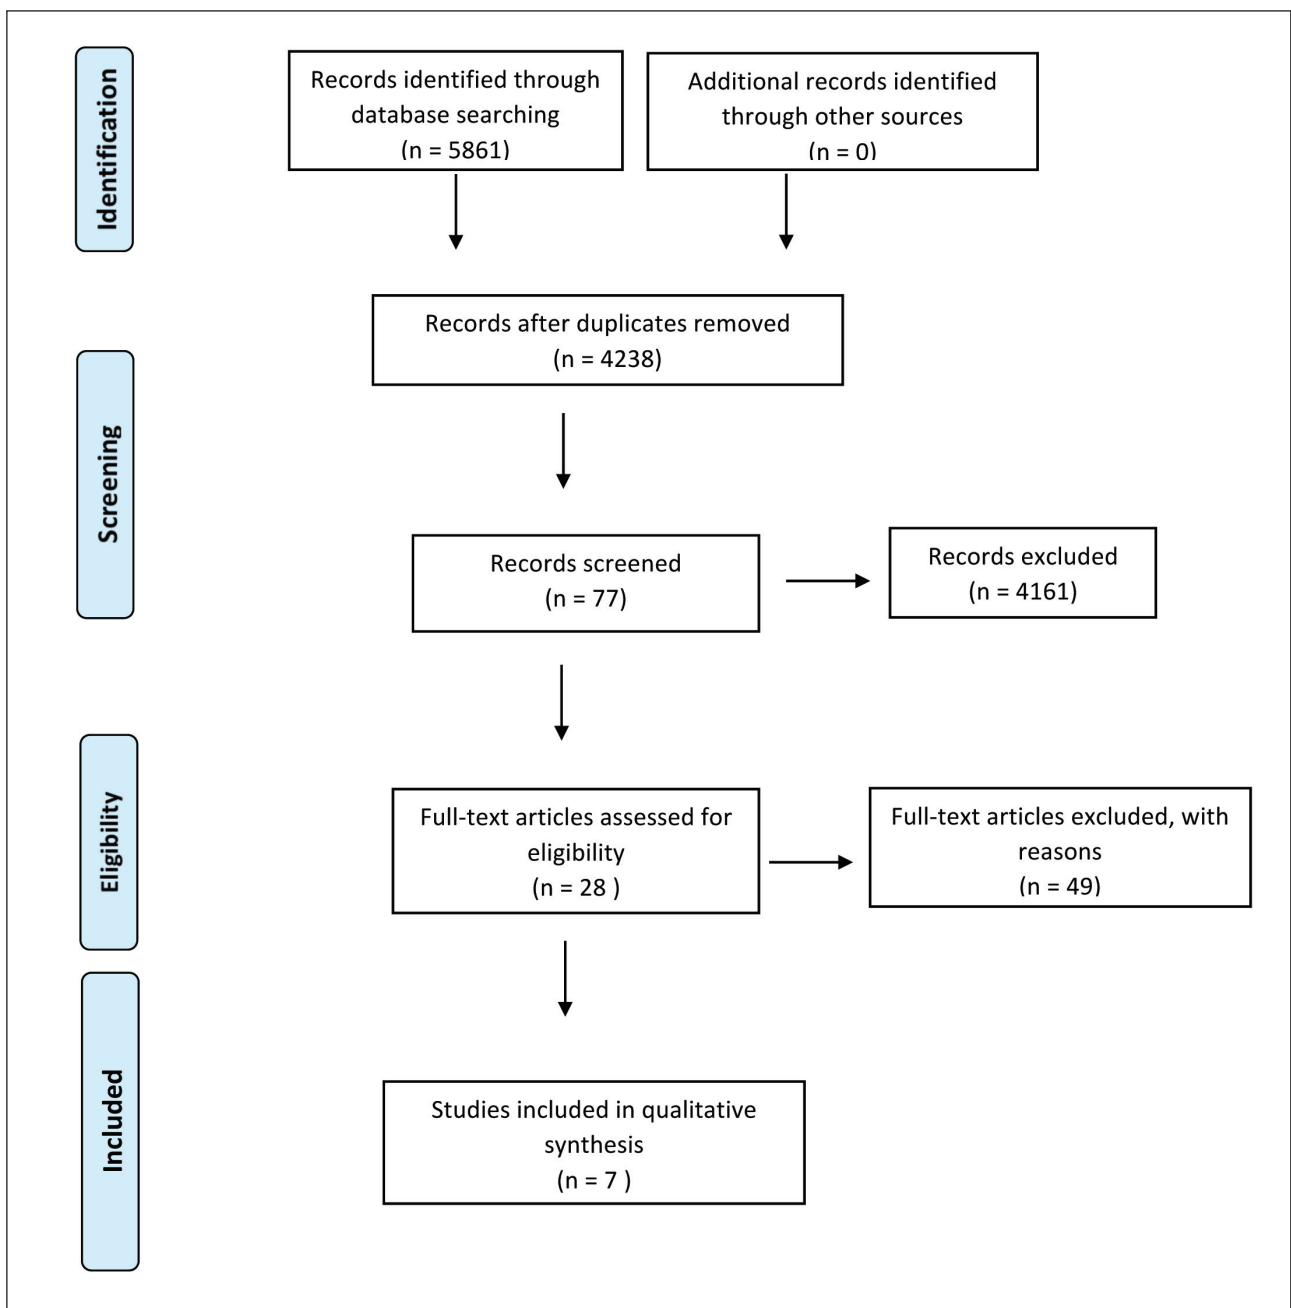 Identification
Records identified through
database searching
(n = 5861)
Additional records identified
through other sources
(n = 0)
Records after duplicates removed
(n = 4238)
Screening
Records screened
(n = 77)
Records excluded
(n = 4161)
Eligibility
Full-text articles assessed for
eligibility
(n = 28 )
Full-text articles excluded, with
reasons
(n = 49)
Included
Studies included in qualitative
synthesis
(n = 7 )